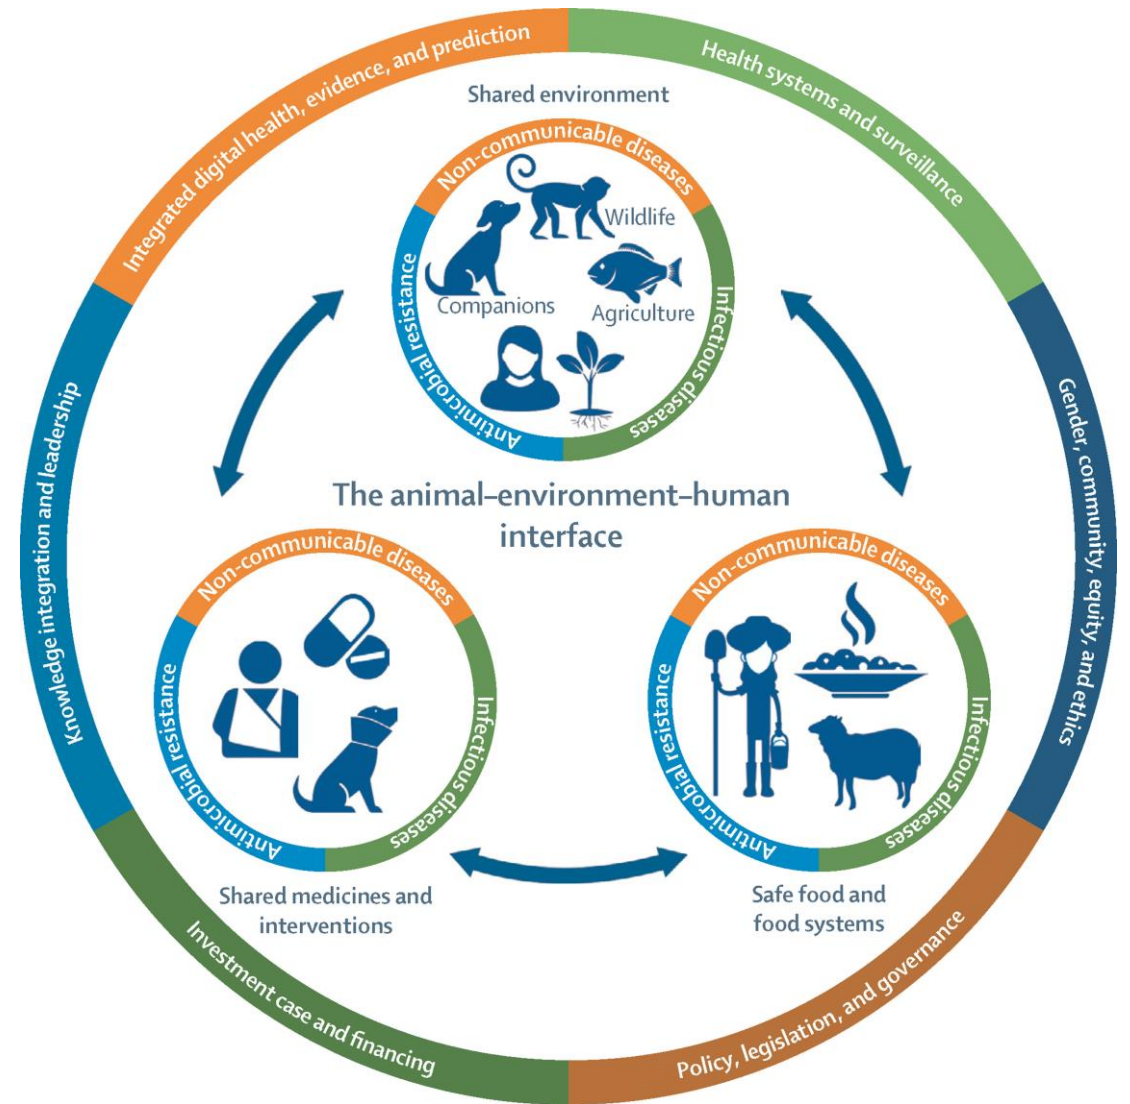 Integrated digital health, evidence, and prediction
Health systems and surveillance
Shared environment
Non-communicable diseases
Wildlife
Companions
Agriculture
Antimicrobial resistance
Infectious diseases
Knowledge integration and leadership
Gender, community, equity, and ethics
The animal–environment–human
interface
Non-communicable diseases
Antimicrobial resistance
Infectious diseases
Non-communicable diseases
Antimicrobial resistance
Infectious diseases
Shared medicines and
interventions
Safe food and
food systems
Investment case and financing
Policy, legislation, and governance